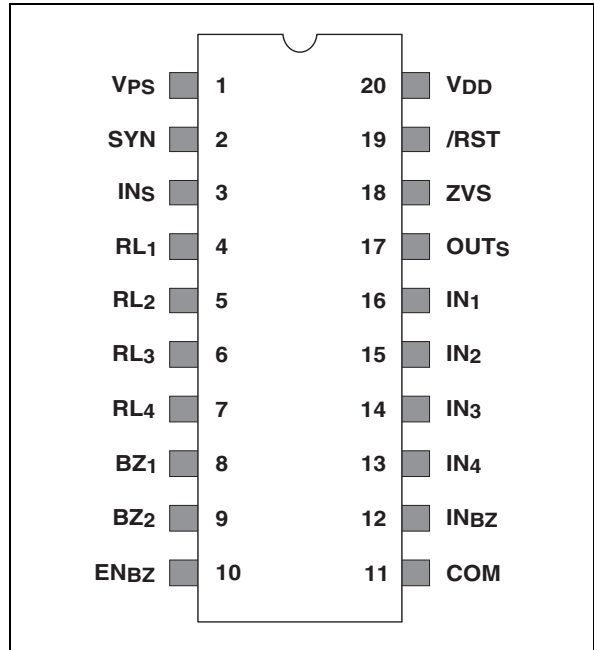 VPS 1 20 VDD
SYN 2 19 /RST
INS 3 18 ZVS
RL1 4 17 OUTS
RL2 5 16 IN1
RL3 6 15 IN2
RL4 7 14 IN3
BZ1 8 13 IN4
BZ2 9 12 INBZ
ENBZ 10 11 COM